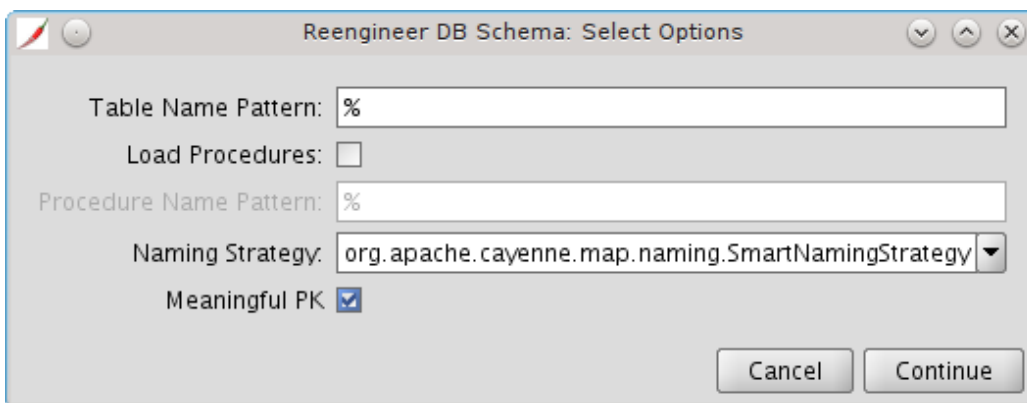 Reengineer DB Schema: Select Options
Table Name Pattern: %
Load Procedures:
Procedure Name Pattern: %
Naming Strategy: org.apache.cayenne.map.naming.SmartNamingStrategy
Meaningful PK
Cancel Continue